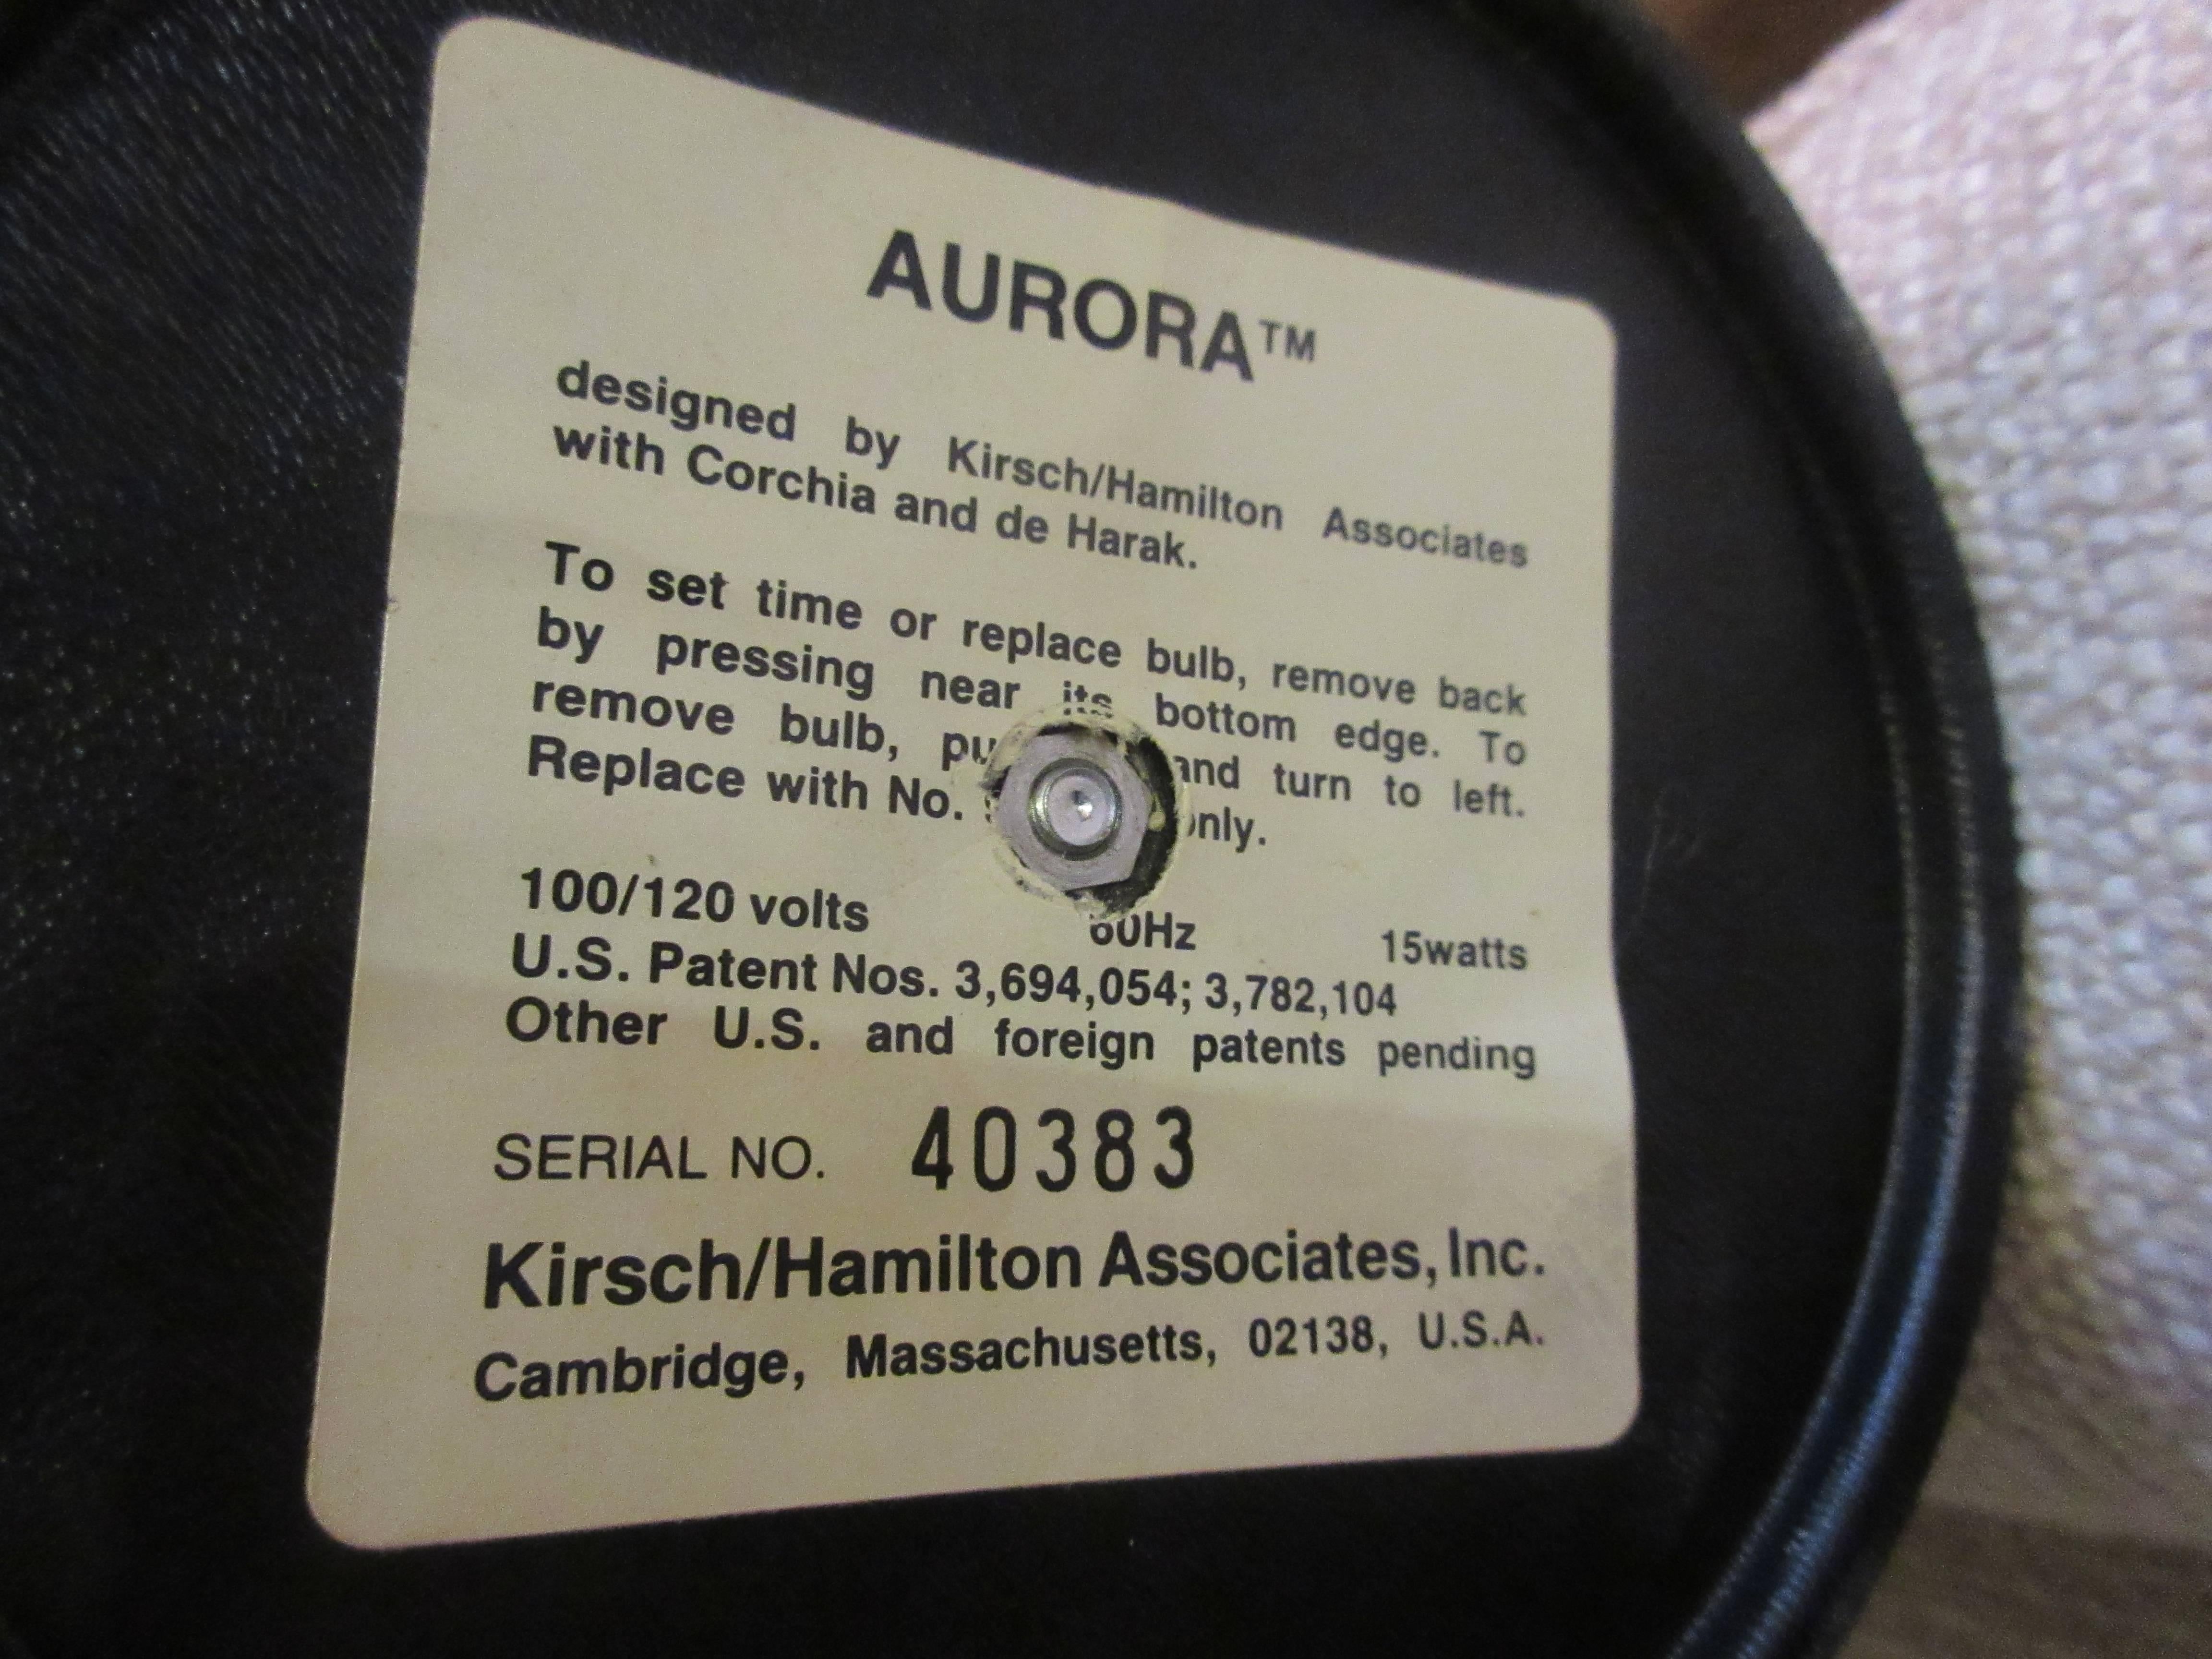 AURORA™
designed by Kirsch/Hamilton Associates
with Corchia and de Harak.
To set time or replace bulb, remove back
by pressing near its bottom edge. To
remove bulb, and turn to left.
Replace with No. only.
100/120 volts 60Hz 15watts
U.S. Patent Nos. 3,694,054; 3,782,104
Other U.S. and foreign patents pending
SERIAL NO. 40383
Kirsch/Hamilton Associates, Inc.
Cambridge, Massachusetts, 02138, U.S.A.